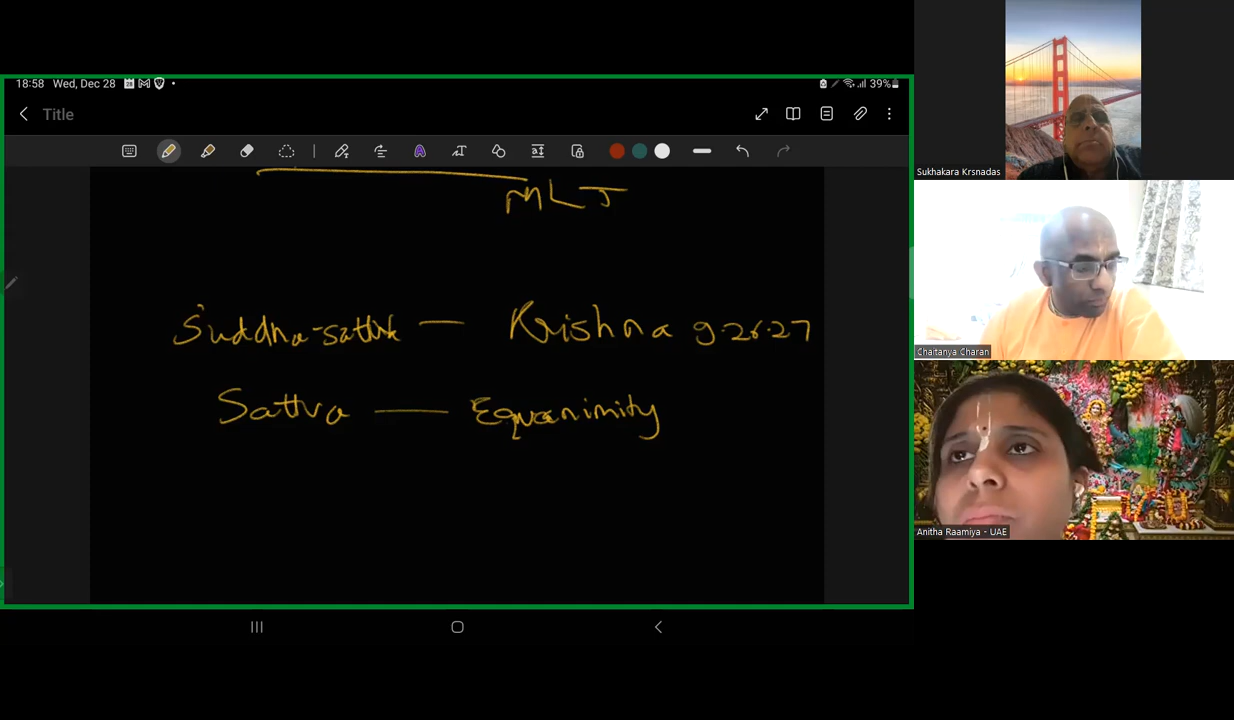 18:58 Wed, Dec 28
39%
Title
MLJ
Suddha-sattva — Krishna 9.26.27
Sattva — Equanimity
Sukhakara Krsnadas
Chaitanya Charan
Anitha Raamiya - UAE